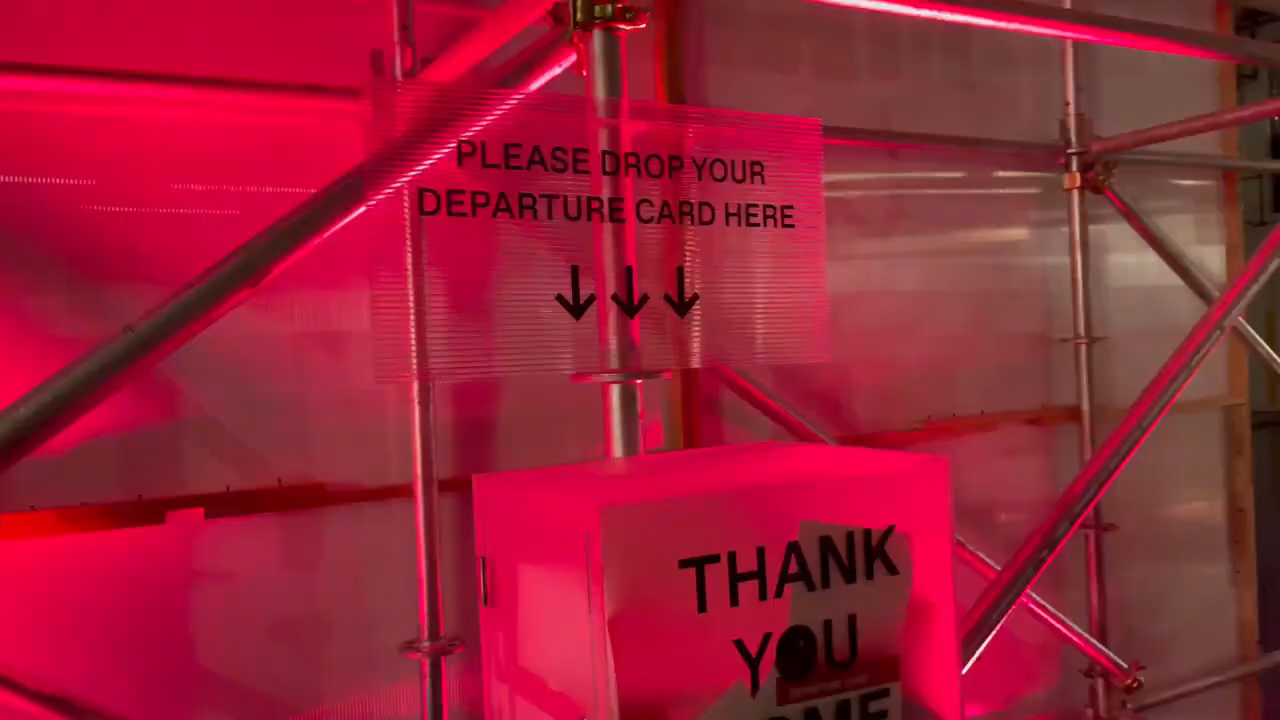 PLEASE DROP YOUR
DEPARTURE CARD HERE
↓ ↓ ↓
THANK
YOU